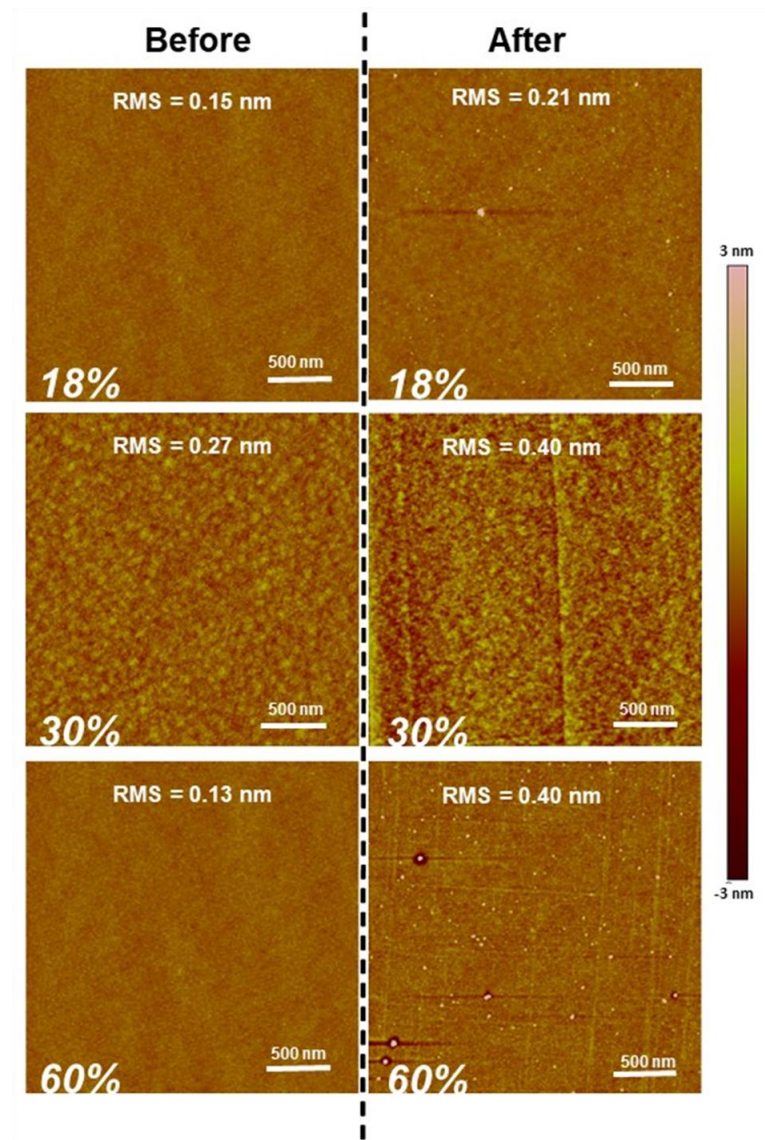 Before
After
RMS = 0.15 nm
RMS = 0.21 nm
500 nm
500 nm
18%
18%
3 nm
RMS = 0.27 nm
RMS = 0.40 nm
500 nm
500 nm
30%
30%
-3 nm
RMS = 0.13 nm
RMS = 0.40 nm
500 nm
500 nm
60%
60%